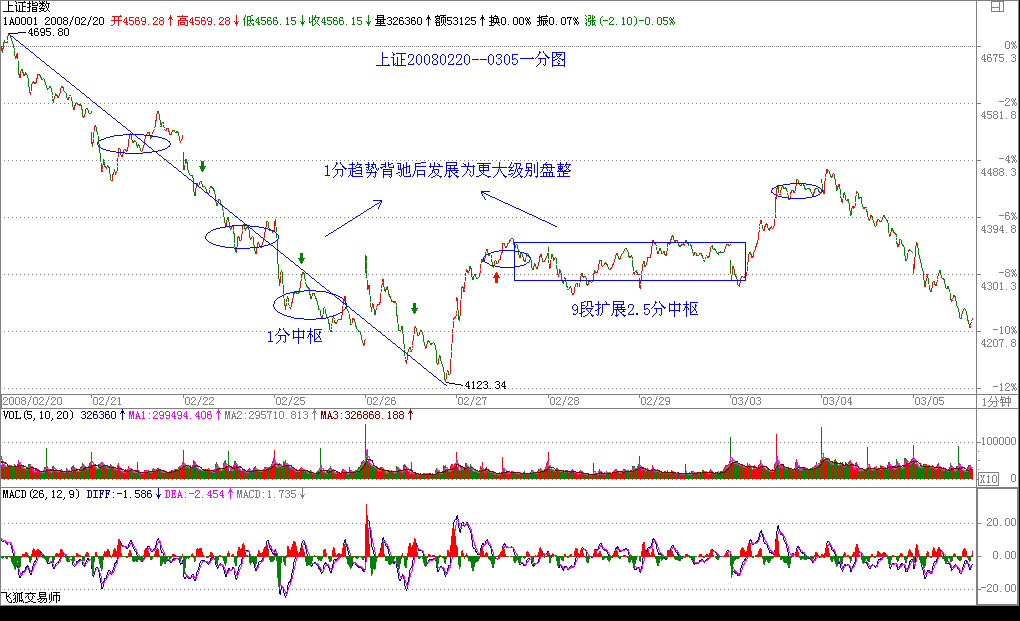 上证指数
1A0001 2008/02/20 开4569.28↑高4569.28↓低4566.15↓收4566.15↓量326360↑额53125↑换0.00% 振0.07% 涨(-2.10)-0.05%
4695.80
上证20080220--0305一分图
0%
4675.3
-2%
4581.8
-4%
4488.3
1分趋势背驰后发展为更大级别盘整
-6%
4394.8
-8%
4301.3
9段扩展2.5分中枢
1分中枢
-10%
4207.8
4123.34
-12%
2008/02/20 02/21 02/22 02/25 02/26 02/27 02/28 02/29 03/03 03/04 03/05 1分钟
VOL(5,10,20) 326360↑MA1:299494.406↑MA2:295710.813↑MA3:326868.188↑
100000
X10 0
MACD(26,12,9) DIFF:-1.586↓DEA:-2.454↑MACD:1.735↓
20.00
0.00
-20.00
飞狐交易师